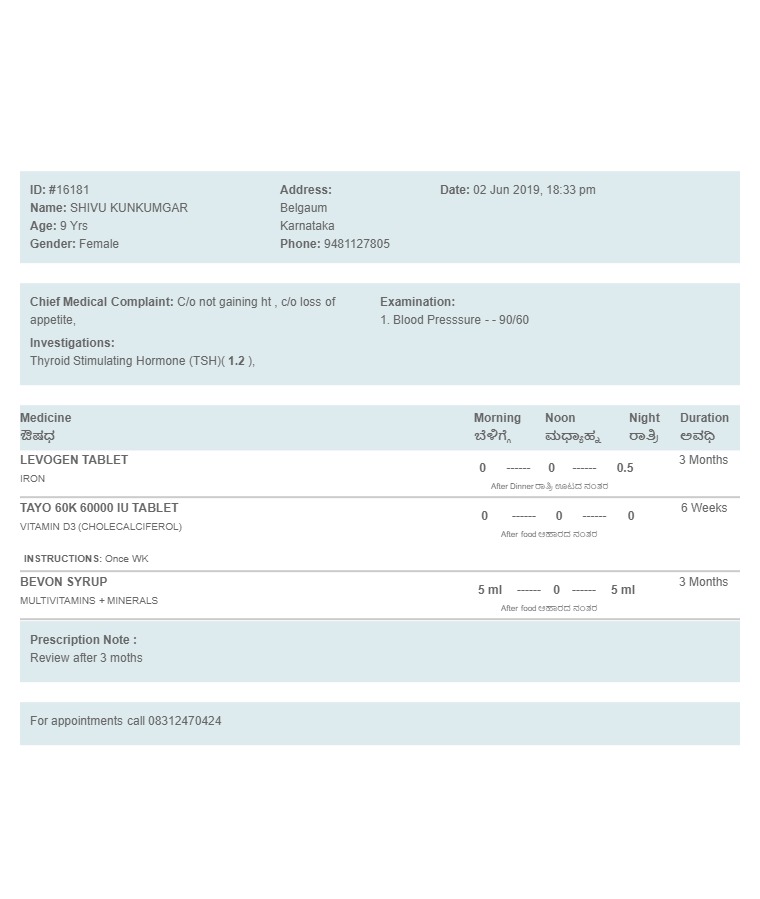 ID: #16181
Name: SHIVU KUNKUMGAR
Age: 9 Yrs
Gender: Female
Address:
Belgaum
Karnataka
Phone: 9481127805
Date: 02 Jun 2019, 18:33 pm
Chief Medical Complaint: C/o not gaining ht , c/o loss of
appetite,
Investigations:
Thyroid Stimulating Hormone (TSH)( 1.2 ),
Examination:
1. Blood Presssure - - 90/60
Medicine Morning Noon Night Duration
ಔಷಧ ಬೆಳಿಗ್ಗೆ ಮಧ್ಯಾಹ್ನ ರಾತ್ರಿ ಅವಧಿ
LEVOGEN TABLET 0 ------ 0 ------ 0.5 3 Months
IRON After Dinner ರಾತ್ರಿ ಊಟದ ನಂತರ
TAYO 60K 60000 IU TABLET 0 ------ 0 ------ 0 6 Weeks
VITAMIN D3 (CHOLECALCIFEROL) After food ಆಹಾರದ ನಂತರ
INSTRUCTIONS: Once WK
BEVON SYRUP 5 ml ------ 0 ------ 5 ml 3 Months
MULTIVITAMINS + MINERALS After food ಆಹಾರದ ನಂತರ
Prescription Note :
Review after 3 moths
For appointments call 08312470424